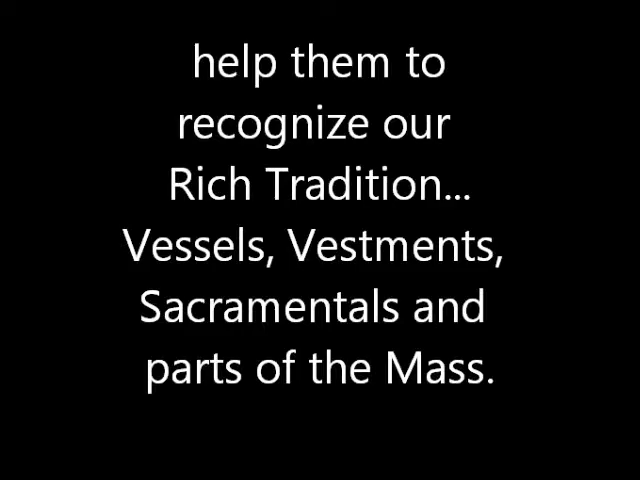 help them to
recognize our
Rich Tradition...
Vessels, Vestments,
Sacramentals and
parts of the Mass.